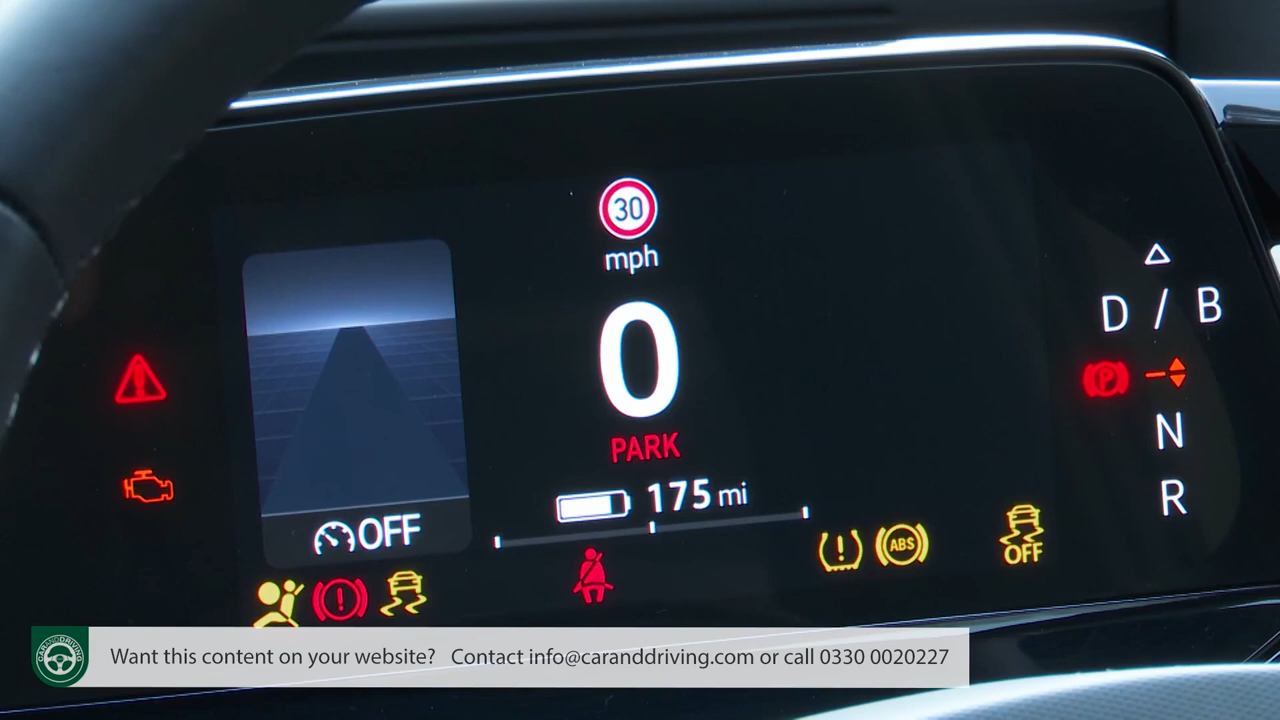 30
mph
0
PARK
175 mi
OFF
D / B
P
N
R
ABS
OFF
CARANDDRIVING
Want this content on your website? Contact info@caranddriving.com or call 0330 0020227